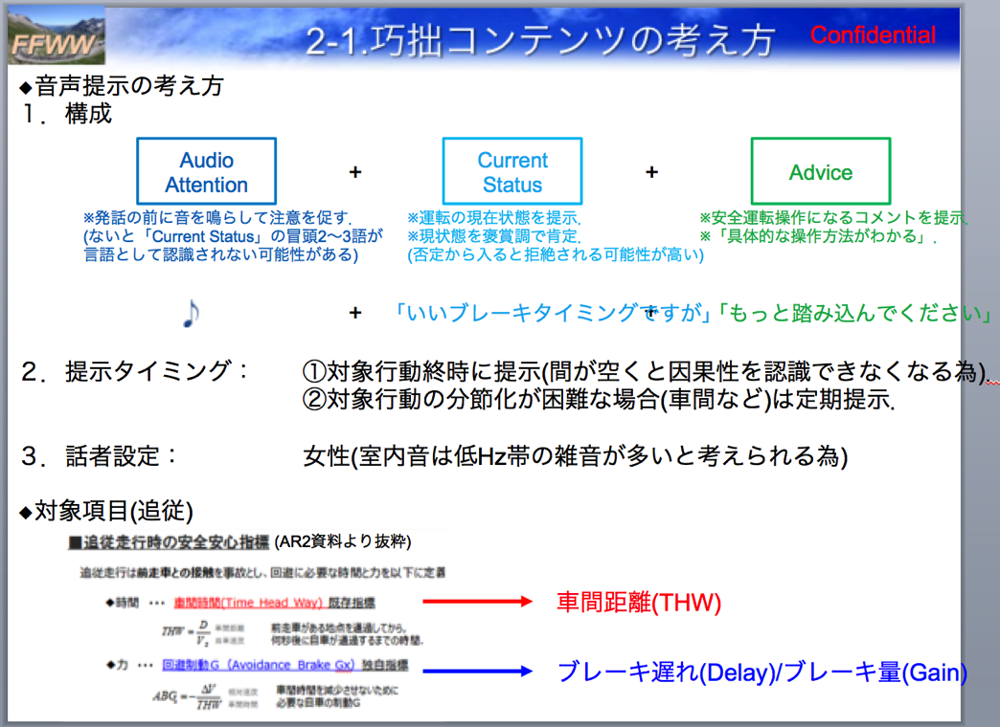 FFWW
2-1.巧拙コンテンツの考え方
Confidential
◆音声提示の考え方
1．構成
Audio
Attention
+
Current
Status
+
Advice
※発話の前に音を鳴らして注意を促す.
(ないと「Current Status」の冒頭2〜3語が
言語として認識されない可能性がある)
※運転の現在状態を提示.
※現状態を褒賞調で肯定.
(否定から入ると拒絶される可能性が高い)
※安全運転操作になるコメントを提示.
※「具体的な操作方法がわかる」.
♪ + 「いいブレーキタイミングですが」 + 「もっと踏み込んでください」
2．提示タイミング： ①対象行動終時に提示(間が空くと因果性を認識できなくなる為).
②対象行動の分節化が困難な場合(車間など)は定期提示.
3．話者設定： 女性(室内音は低Hz帯の雑音が多いと考えられる為)
◆対象項目(追従)
■追従走行時の安全安心指標 (AR2資料より抜粋)
追従走行は前走車との接触を事故とし、回避に必要な時間と力を以下に定義
◆時間 … 車間時間(Time Head Way) 既存指標
車間距離(THW)
THW = D / Vs 車間距離 自車速度
前走車がある地点を通過してから、
何秒後に自車が通過するまでの時間.
◆力 … 回避制動G (Avoidance Brake Gx) 独自指標
ブレーキ遅れ(Delay)/ブレーキ量(Gain)
ABG = - ΔV / THW 相対速度 車間時間
車間時間を減少させないために
必要な自車の制動G